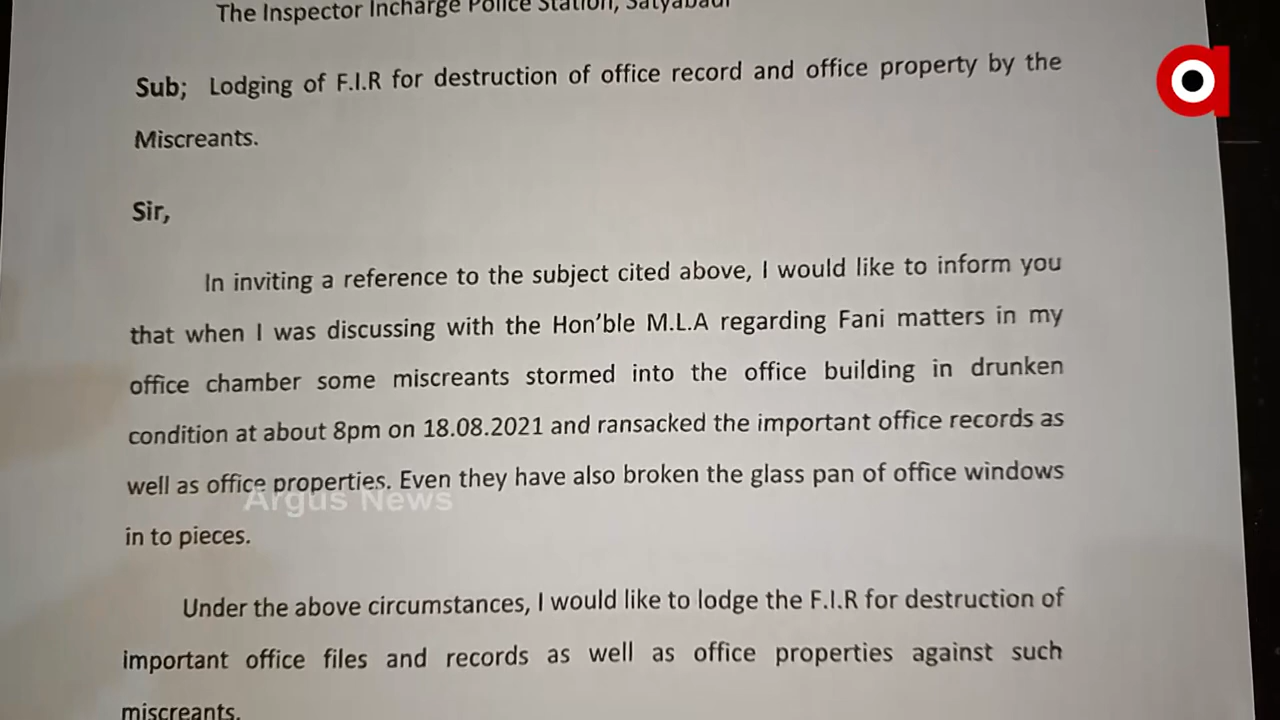 The Inspector Incharge Police Station, Satyabadi
Sub; Lodging of F.I.R for destruction of office record and office property by the
Miscreants.
Sir,
In inviting a reference to the subject cited above, I would like to inform you
that when I was discussing with the Hon'ble M.L.A regarding Fani matters in my
office chamber some miscreants stormed into the office building in drunken
condition at about 8pm on 18.08.2021 and ransacked the important office records as
well as office properties. Even they have also broken the glass pan of office windows
Argus News
in to pieces.
Under the above circumstances, I would like to lodge the F.I.R for destruction of
important office files and records as well as office properties against such
miscreants.